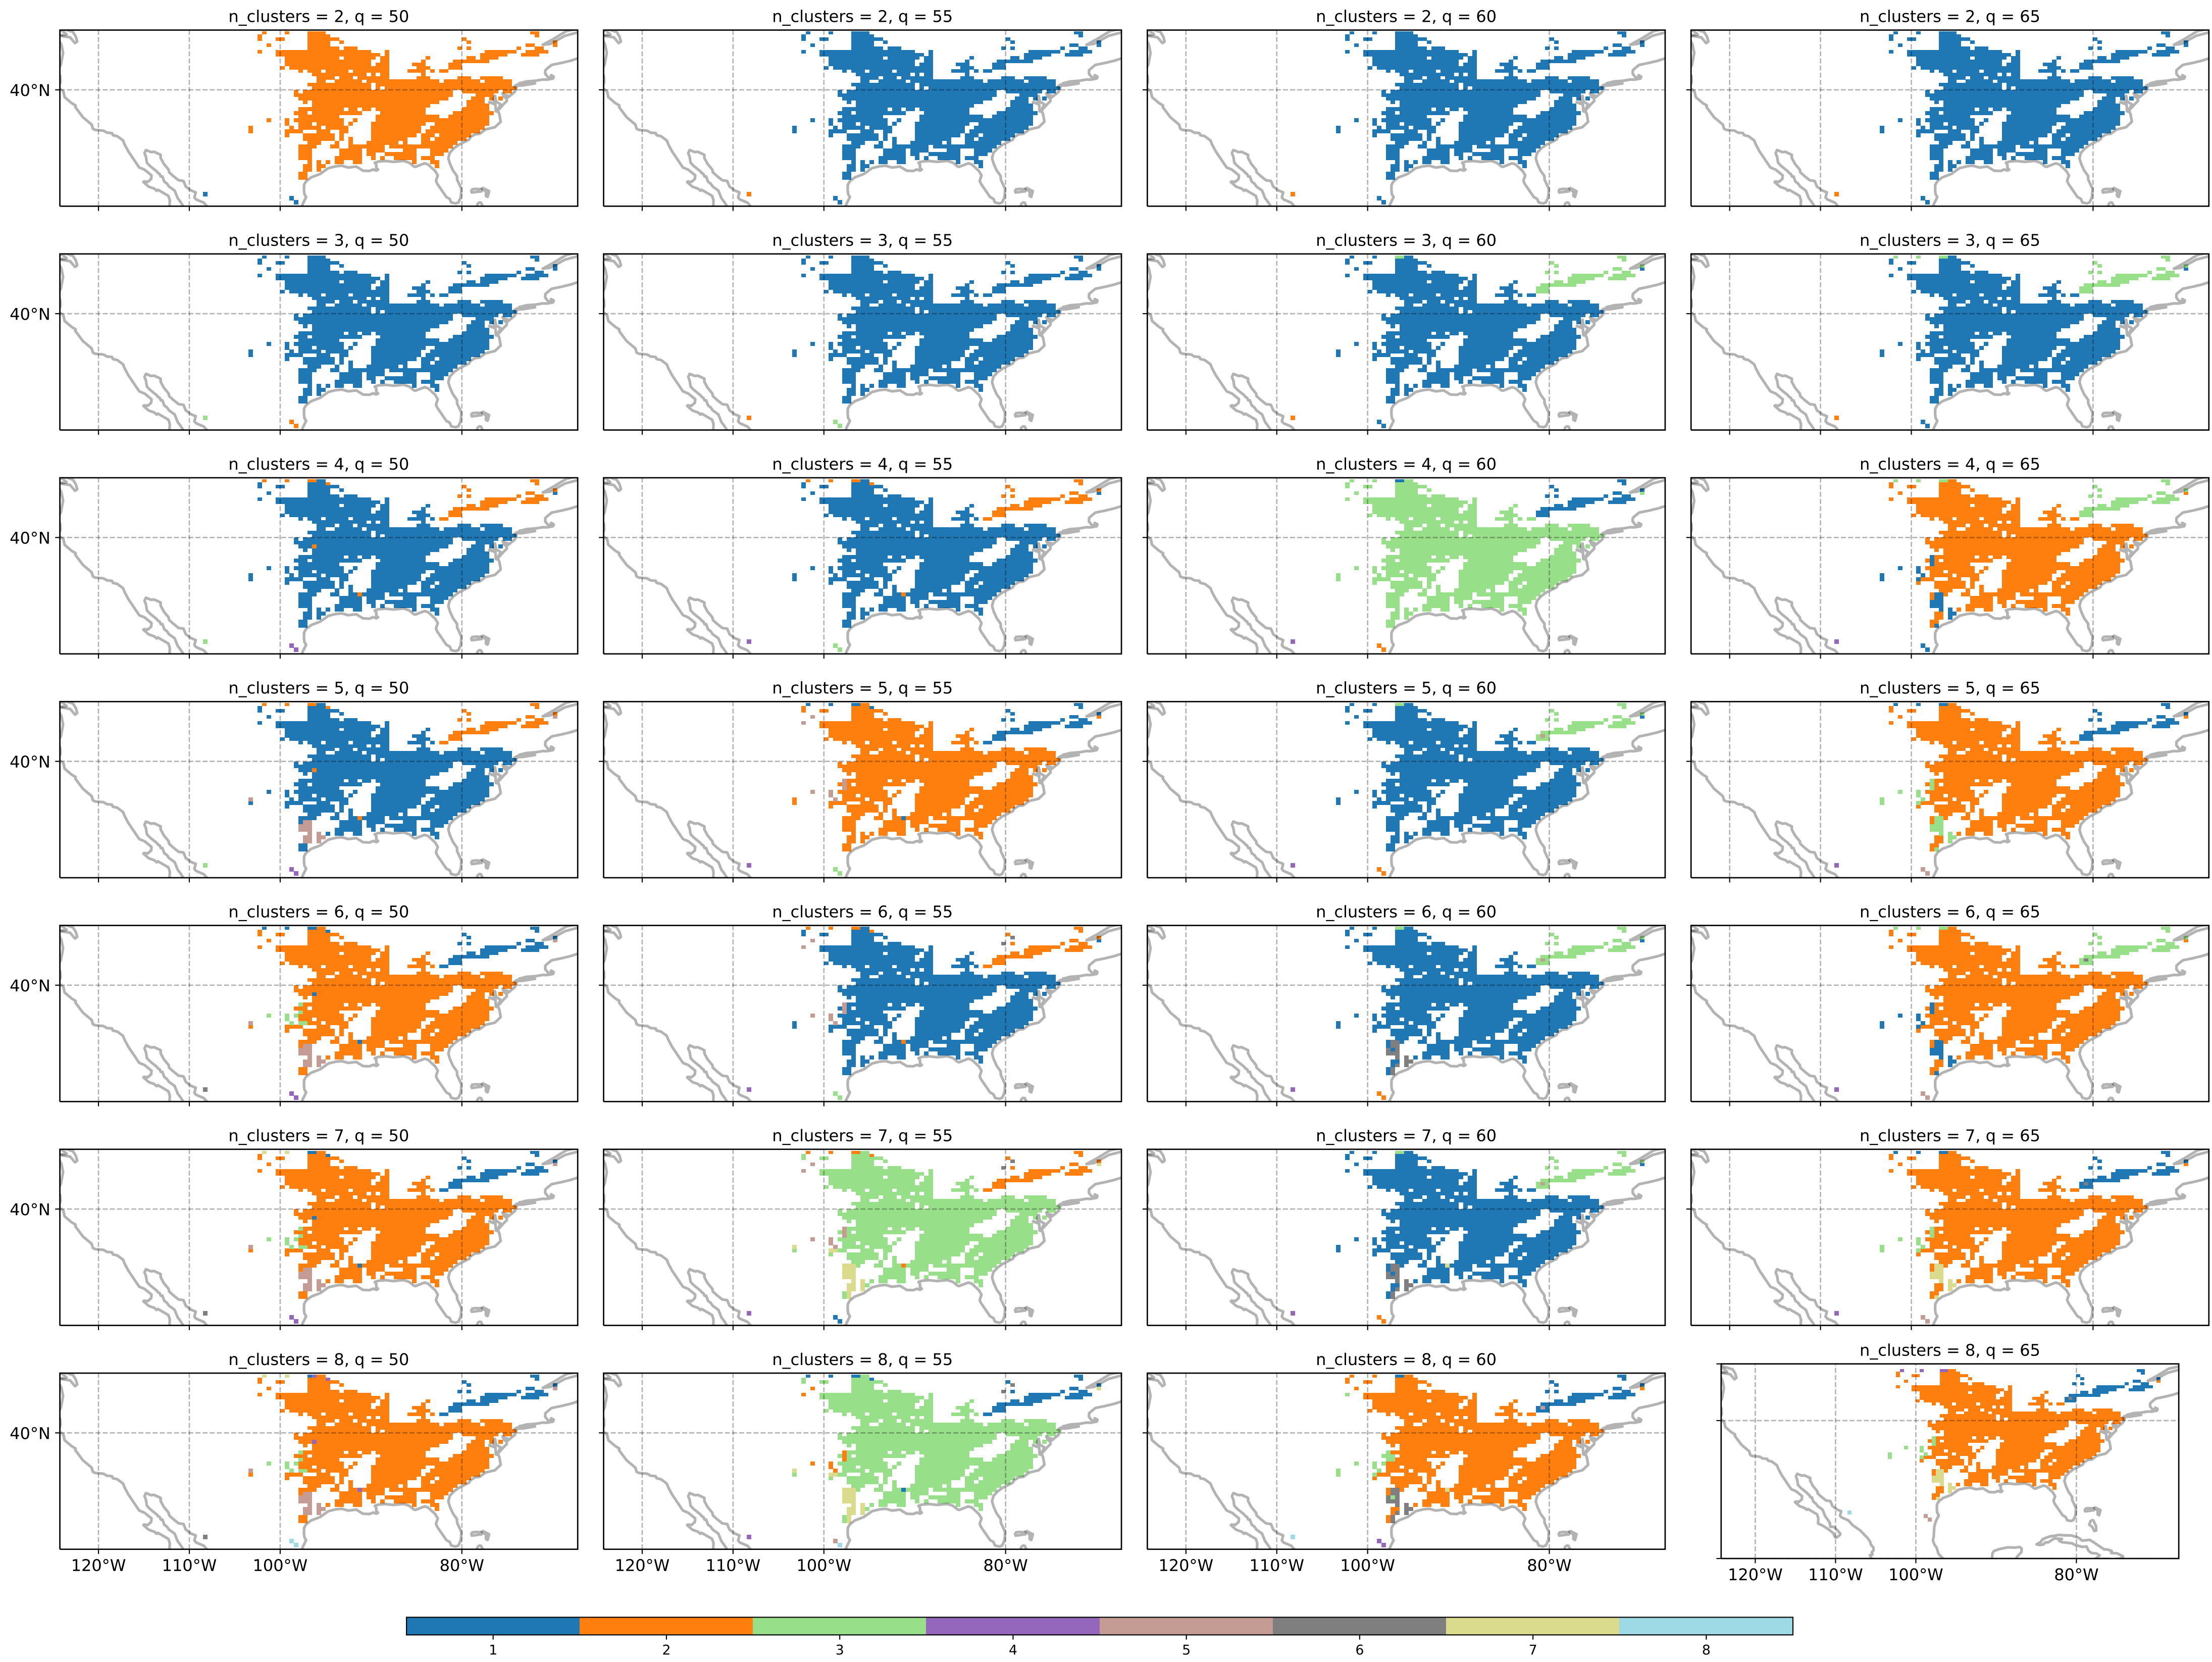 n_clusters = 2, q = 50 n_clusters = 2, q = 55 n_clusters = 2, q = 60 n_clusters = 2, q = 65
40°N
n_clusters = 3, q = 50 n_clusters = 3, q = 55 n_clusters = 3, q = 60 n_clusters = 3, q = 65
40°N
n_clusters = 4, q = 50 n_clusters = 4, q = 55 n_clusters = 4, q = 60 n_clusters = 4, q = 65
40°N
n_clusters = 5, q = 50 n_clusters = 5, q = 55 n_clusters = 5, q = 60 n_clusters = 5, q = 65
40°N
n_clusters = 6, q = 50 n_clusters = 6, q = 55 n_clusters = 6, q = 60 n_clusters = 6, q = 65
40°N
n_clusters = 7, q = 50 n_clusters = 7, q = 55 n_clusters = 7, q = 60 n_clusters = 7, q = 65
40°N
n_clusters = 8, q = 50 n_clusters = 8, q = 55 n_clusters = 8, q = 60 n_clusters = 8, q = 65
40°N
120°W 110°W 100°W 80°W 120°W 110°W 100°W 80°W 120°W 110°W 100°W 80°W 120°W 110°W 100°W 80°W
1 2 3 4 5 6 7 8